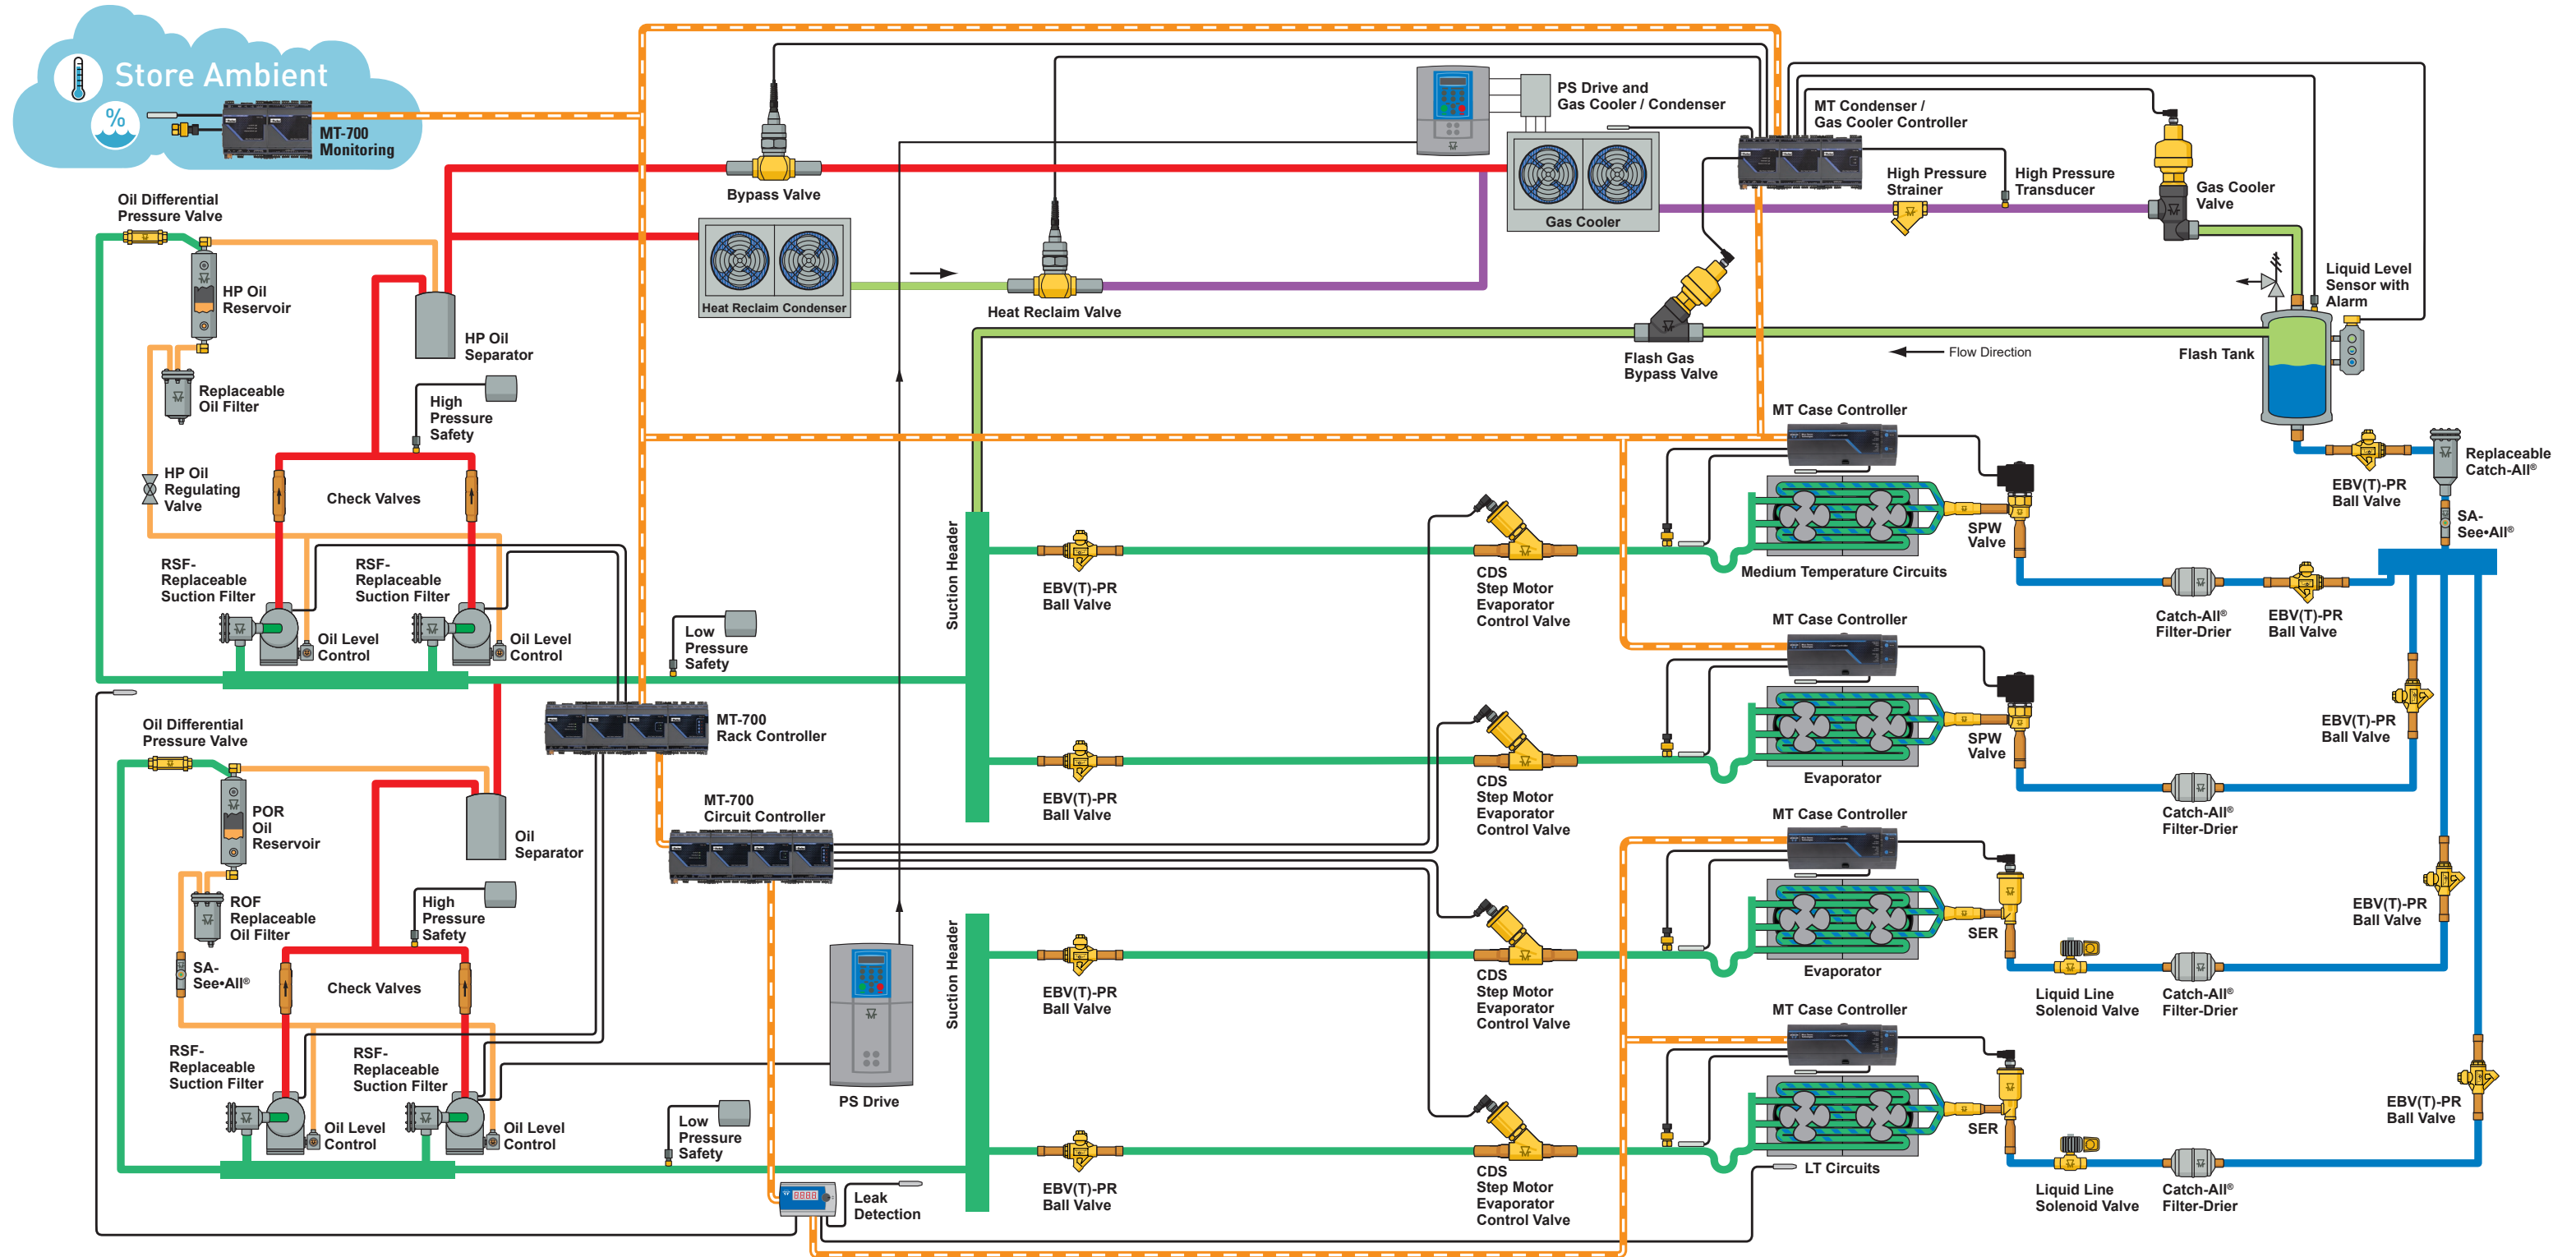 Store Ambient
%
MT-700
Monitoring
Oil Differential
Pressure Valve
HP Oil
Reservoir
Replaceable
Oil Filter
HP Oil
Regulating
Valve
HP Oil
Separator
High
Pressure
Safety
Check Valves
RSF-
Replaceable
Suction Filter
RSF-
Replaceable
Suction Filter
Oil Level
Control
Oil Level
Control
Low
Pressure
Safety
Bypass Valve
Heat Reclaim Condenser
Heat Reclaim Valve
PS Drive and
Gas Cooler / Condenser
Gas Cooler
MT Condenser /
Gas Cooler Controller
High Pressure
Strainer
High Pressure
Transducer
Gas Cooler
Valve
Liquid Level
Sensor with
Alarm
Flash Gas
Bypass Valve
Flow Direction
Flash Tank
EBV(T)-PR
Ball Valve
Replaceable
Catch-All®
SA-
See•All®
Suction Header
EBV(T)-PR
Ball Valve
CDS
Step Motor
Evaporator
Control Valve
MT Case Controller
Medium Temperature Circuits
SPW
Valve
Catch-All®
Filter-Drier
EBV(T)-PR
Ball Valve
EBV(T)-PR
Ball Valve
CDS
Step Motor
Evaporator
Control Valve
MT Case Controller
Evaporator
SPW
Valve
Catch-All®
Filter-Drier
EBV(T)-PR
Ball Valve
MT-700
Rack Controller
MT-700
Circuit Controller
Oil Differential
Pressure Valve
POR
Oil
Reservoir
Oil
Separator
ROF
Replaceable
Oil Filter
High
Pressure
Safety
SA-
See•All®
Check Valves
RSF-
Replaceable
Suction Filter
RSF-
Replaceable
Suction Filter
Oil Level
Control
Oil Level
Control
Low
Pressure
Safety
PS Drive
Leak
Detection
Suction Header
EBV(T)-PR
Ball Valve
CDS
Step Motor
Evaporator
Control Valve
MT Case Controller
Evaporator
SER
Liquid Line
Solenoid Valve
Catch-All®
Filter-Drier
EBV(T)-PR
Ball Valve
EBV(T)-PR
Ball Valve
CDS
Step Motor
Evaporator
Control Valve
MT Case Controller
LT Circuits
SER
Liquid Line
Solenoid Valve
Catch-All®
Filter-Drier
EBV(T)-PR
Ball Valve